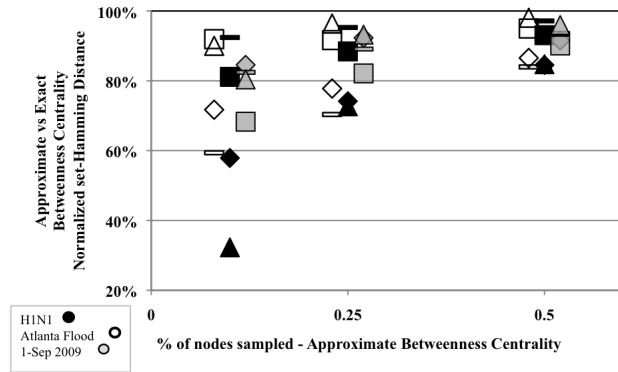 100%
80%
60%
40%
20%
Approximate vs Exact
Betweenness Centrality
Normalized set-Hamming Distance
0
0.25
0.5
% of nodes sampled - Approximate Betweenness Centrality
H1N1
Atlanta Flood
1-Sep 2009